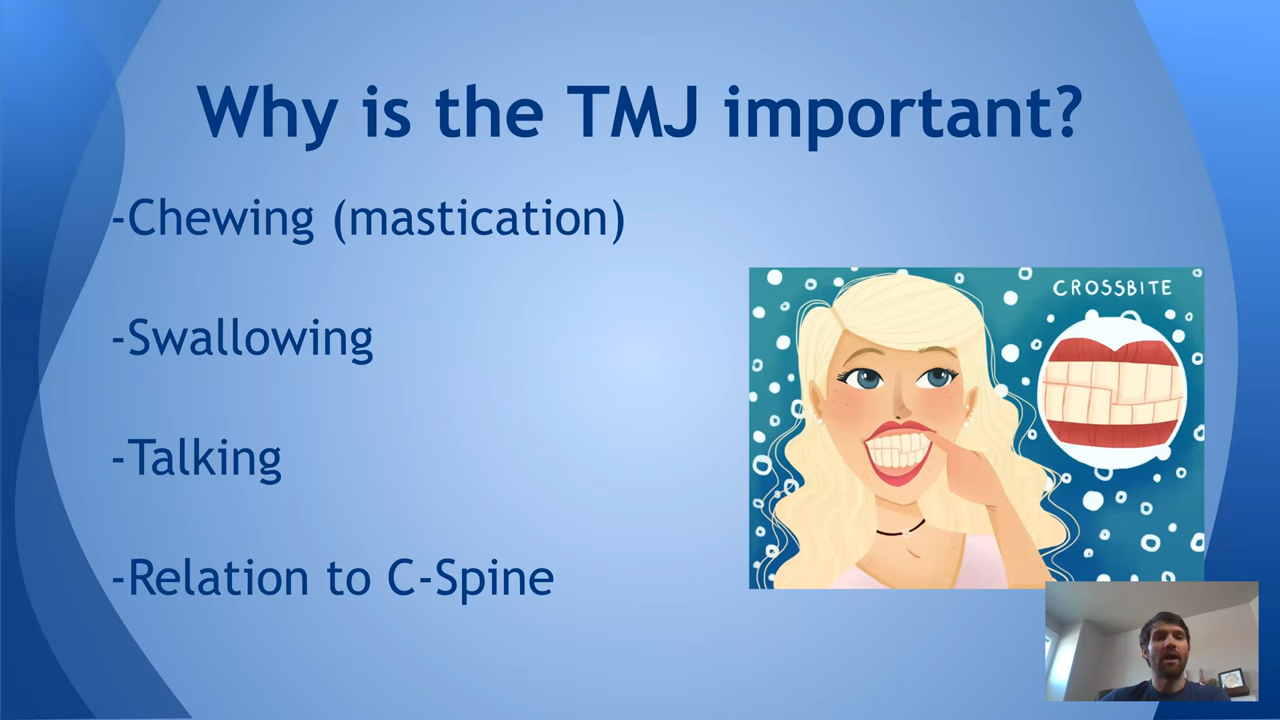 Why is the TMJ important?
-Chewing (mastication)
-Swallowing
-Talking
-Relation to C-Spine
CROSSBITE